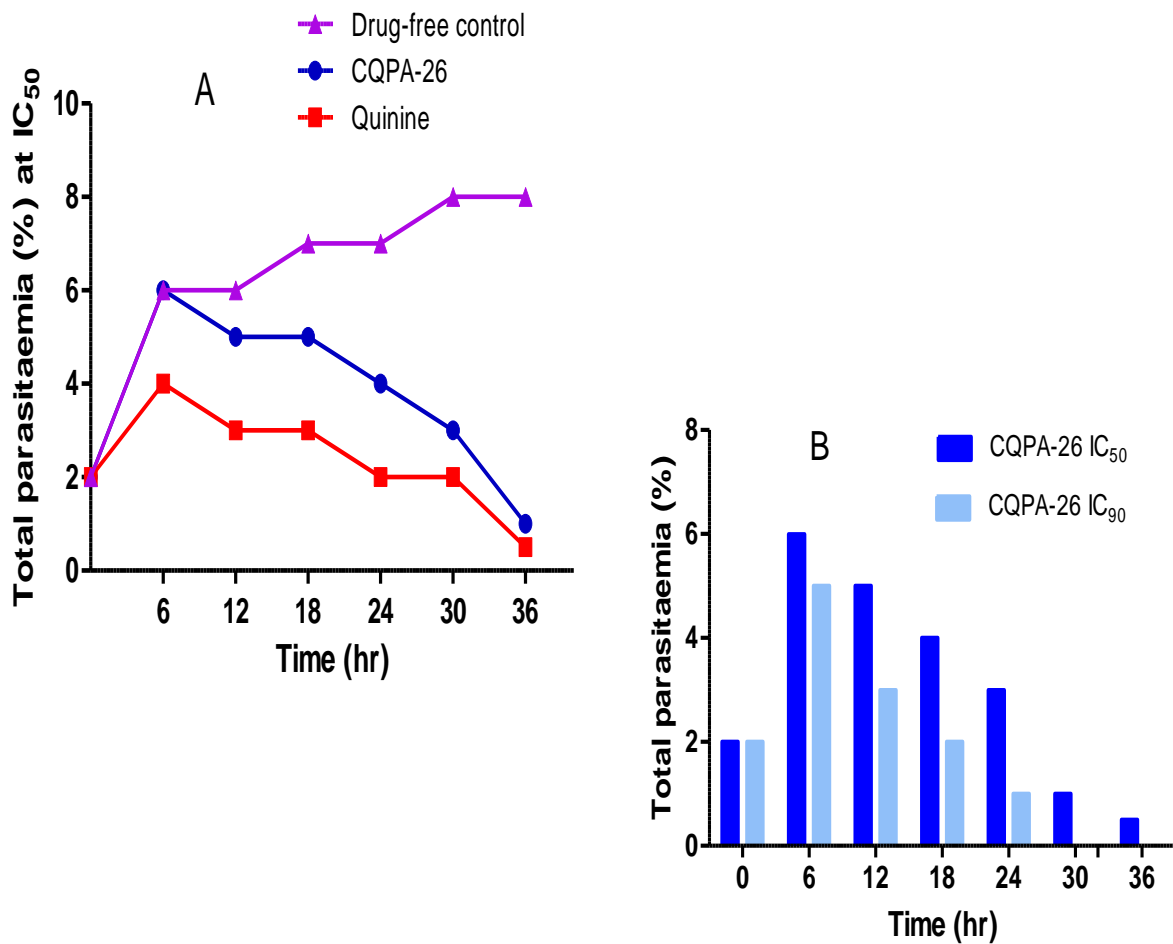 Drug-free control
CQPA-26
Quinine
A
Total parasitaemia (%) at IC50
10
8
6
4
2
0
6 12 18 24 30 36
Time (hr)
B
CQPA-26 IC50
CQPA-26 IC90
Total parasitaemia (%)
8
6
4
2
0
0 6 12 18 24 30 36
Time (hr)